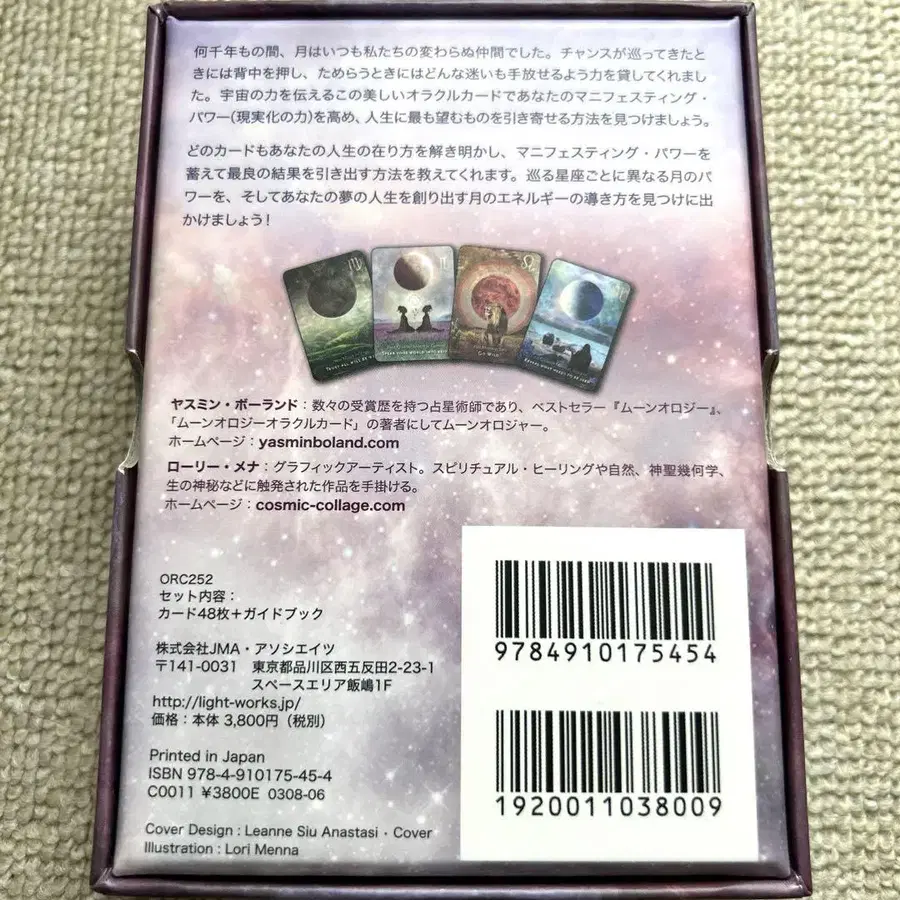 何千年もの間、月はいつも私たちの変わらぬ仲間でした。チャンスが巡ってきたと
きには背中を押し、ためらうときにはどんな迷いも手放せるよう力を貸してくれまし
た。宇宙の力を伝えるこの美しいオラクルカードであなたのマニフェスティング・
パワー(現実化の力)を高め、人生に最も望むものを引き寄せる方法を見つけましょう。
どのカードもあなたの人生の在り方を解き明かし、マニフェスティング・パワーを
蓄えて最良の結果を引き出す方法を教えてくれます。巡る星座ごとに異なる月のパ
ワーを、そしてあなたの夢の人生を創り出す月のエネルギーの導き方を見つけに出
かけましょう!
TRUST ALL WILL BE
SPEAK YOUR WORLD INTO
GO WILD
ヤスミン・ボーランド：数々の受賞歴を持つ占星術師であり、ベストセラー『ムーンオロジー』、
「ムーンオロジーオラクルカード」の著者にしてムーンオロジャー。
ホームページ：yasminboland.com
ローリー・メナ：グラフィックアーティスト。スピリチュアル・ヒーリングや自然、神聖幾何学、
生の神秘などに触発された作品を手掛ける。
ホームページ：cosmic-collage.com
ORC252
セット内容：
カード48枚＋ガイドブック
株式会社JMA・アソシエイツ
〒141-0031 東京都品川区西五反田2-23-1
スペースエリア飯嶋1F
http://light-works.jp/
価格：本体 3,800円（税別）
Printed in Japan
ISBN 978-4-910175-45-4
C0011 ¥3800E 0308-06
Cover Design : Leanne Siu Anastasi・Cover
Illustration : Lori Menna
9784910175454
1920011038009